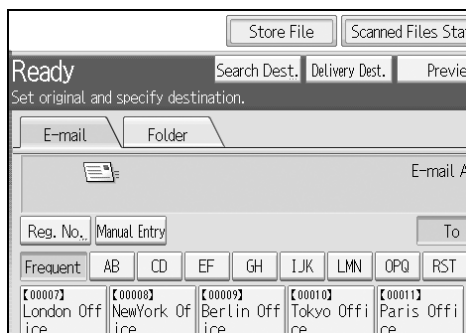 Store File Scanned Files Sta
Ready Search Dest. Delivery Dest. Previe
Set original and specify destination.
E-mail Folder
E-mail A
Reg. No. Manual Entry To
Frequent AB CD EF GH IJK LMN OPQ RST
【00007】 【00008】 【00009】 【00010】 【00011】
London Off NewYork Of Berlin Off Tokyo Offi Paris Offi
ice fice ice ce ce